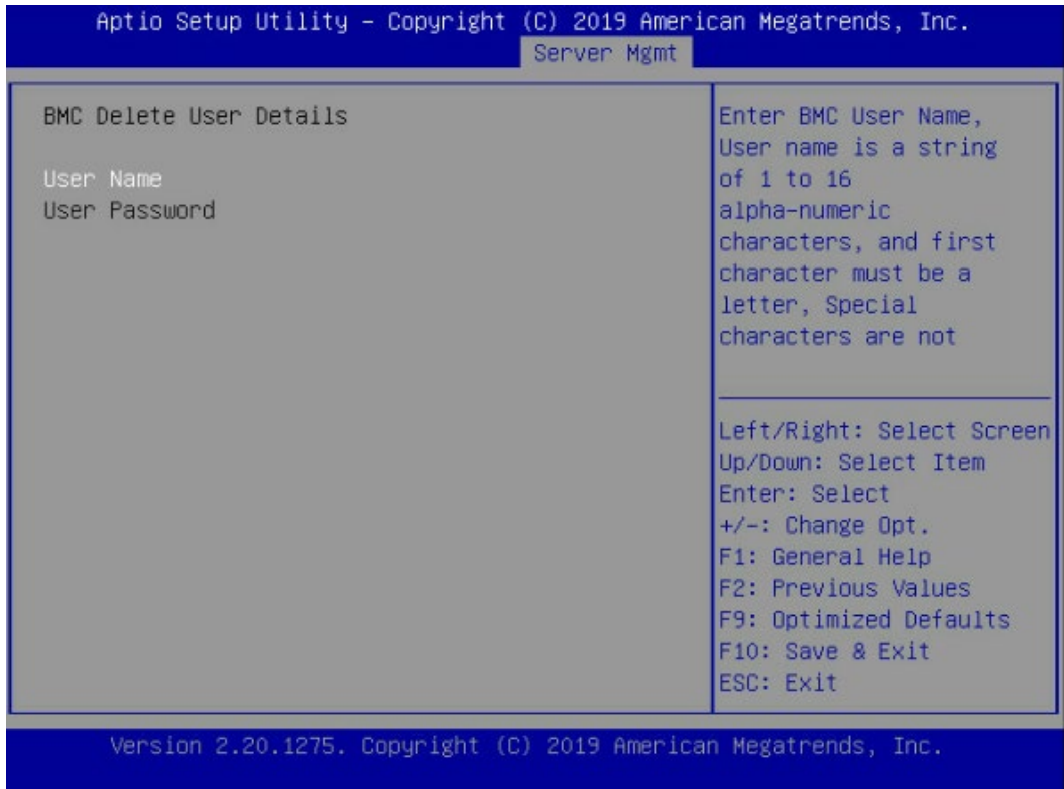 Aptio Setup Utility – Copyright (C) 2019 American Megatrends, Inc.
Server Mgmt
BMC Delete User Details
User Name
User Password
Enter BMC User Name,
User name is a string
of 1 to 16
alpha-numeric
characters, and first
character must be a
letter, Special
characters are not
Left/Right: Select Screen
Up/Down: Select Item
Enter: Select
+/-: Change Opt.
F1: General Help
F2: Previous Values
F9: Optimized Defaults
F10: Save & Exit
ESC: Exit
Version 2.20.1275. Copyright (C) 2019 American Megatrends, Inc.